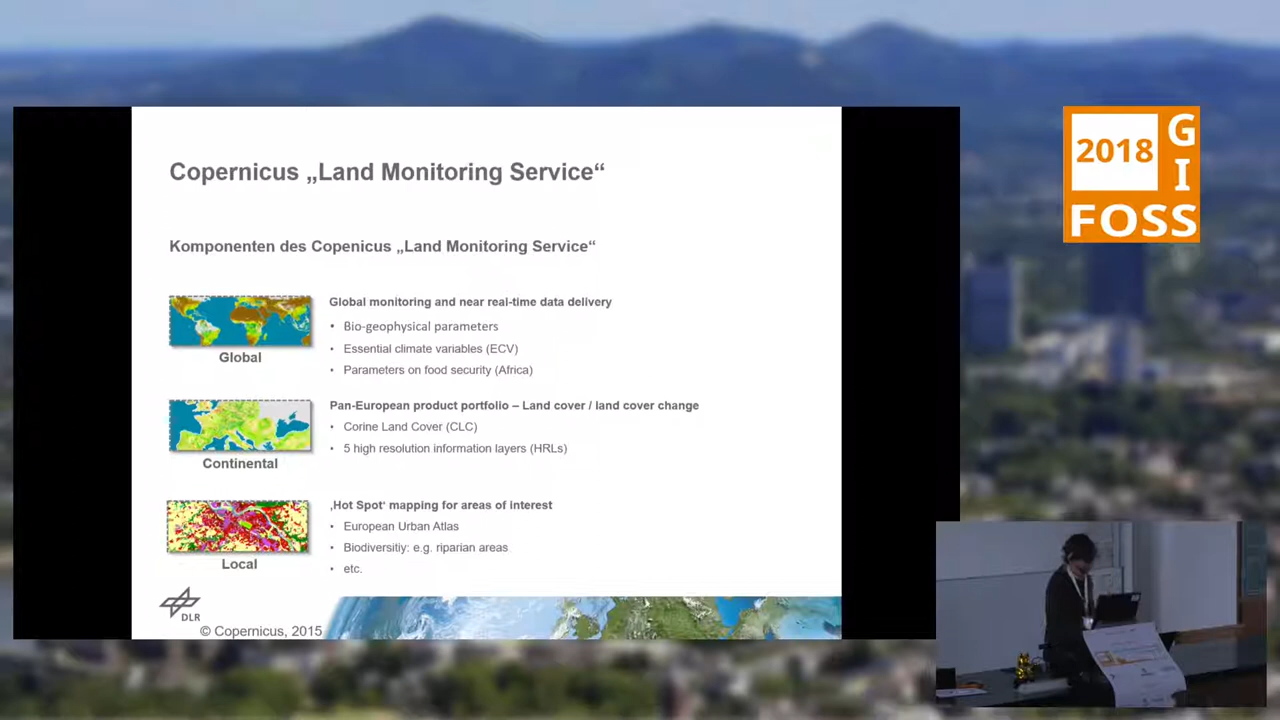 Copernicus „Land Monitoring Service“
Komponenten des Copenicus „Land Monitoring Service“
Global monitoring and near real-time data delivery
• Bio-geophysical parameters
• Essential climate variables (ECV)
• Parameters on food security (Africa)
Global
Pan-European product portfolio – Land cover / land cover change
• Corine Land Cover (CLC)
• 5 high resolution information layers (HRLs)
Continental
‚Hot Spot‘ mapping for areas of interest
• European Urban Atlas
• Biodiversitiy: e.g. riparian areas
• etc.
Local
DLR
© Copernicus, 2015
2018
GI
FOSS